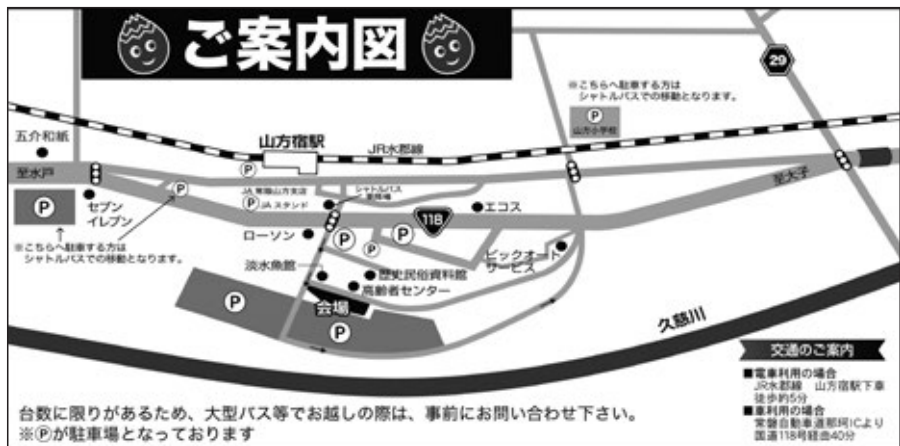 ご案内図
29
※こちらへ駐車する方は
シャトルバスでの移動となります。
P
山方小学校
五介和紙
山方宿駅
JR水郡線
至水戸
P
JA常陸山方支店
シャトルバス
乗降場
至大子
P
P
セブン
イレブン
P
JAスタンド
118
エコス
※こちらへ駐車する方は
シャトルバスでの移動となります。
ローソン
P
P
P
ビックオート
サービス
淡水魚館
歴史民俗資料館
高齢者センター
P
会場
P
久慈川
交通のご案内
■電車利用の場合
JR水郡線 山方宿駅下車
徒歩約5分
■車利用の場合
常磐自動車道那珂ICより
国道118号経由40分
台数に限りがあるため、大型バス等でお越しの際は、事前にお問い合わせ下さい。
※Ⓟが駐車場となっております